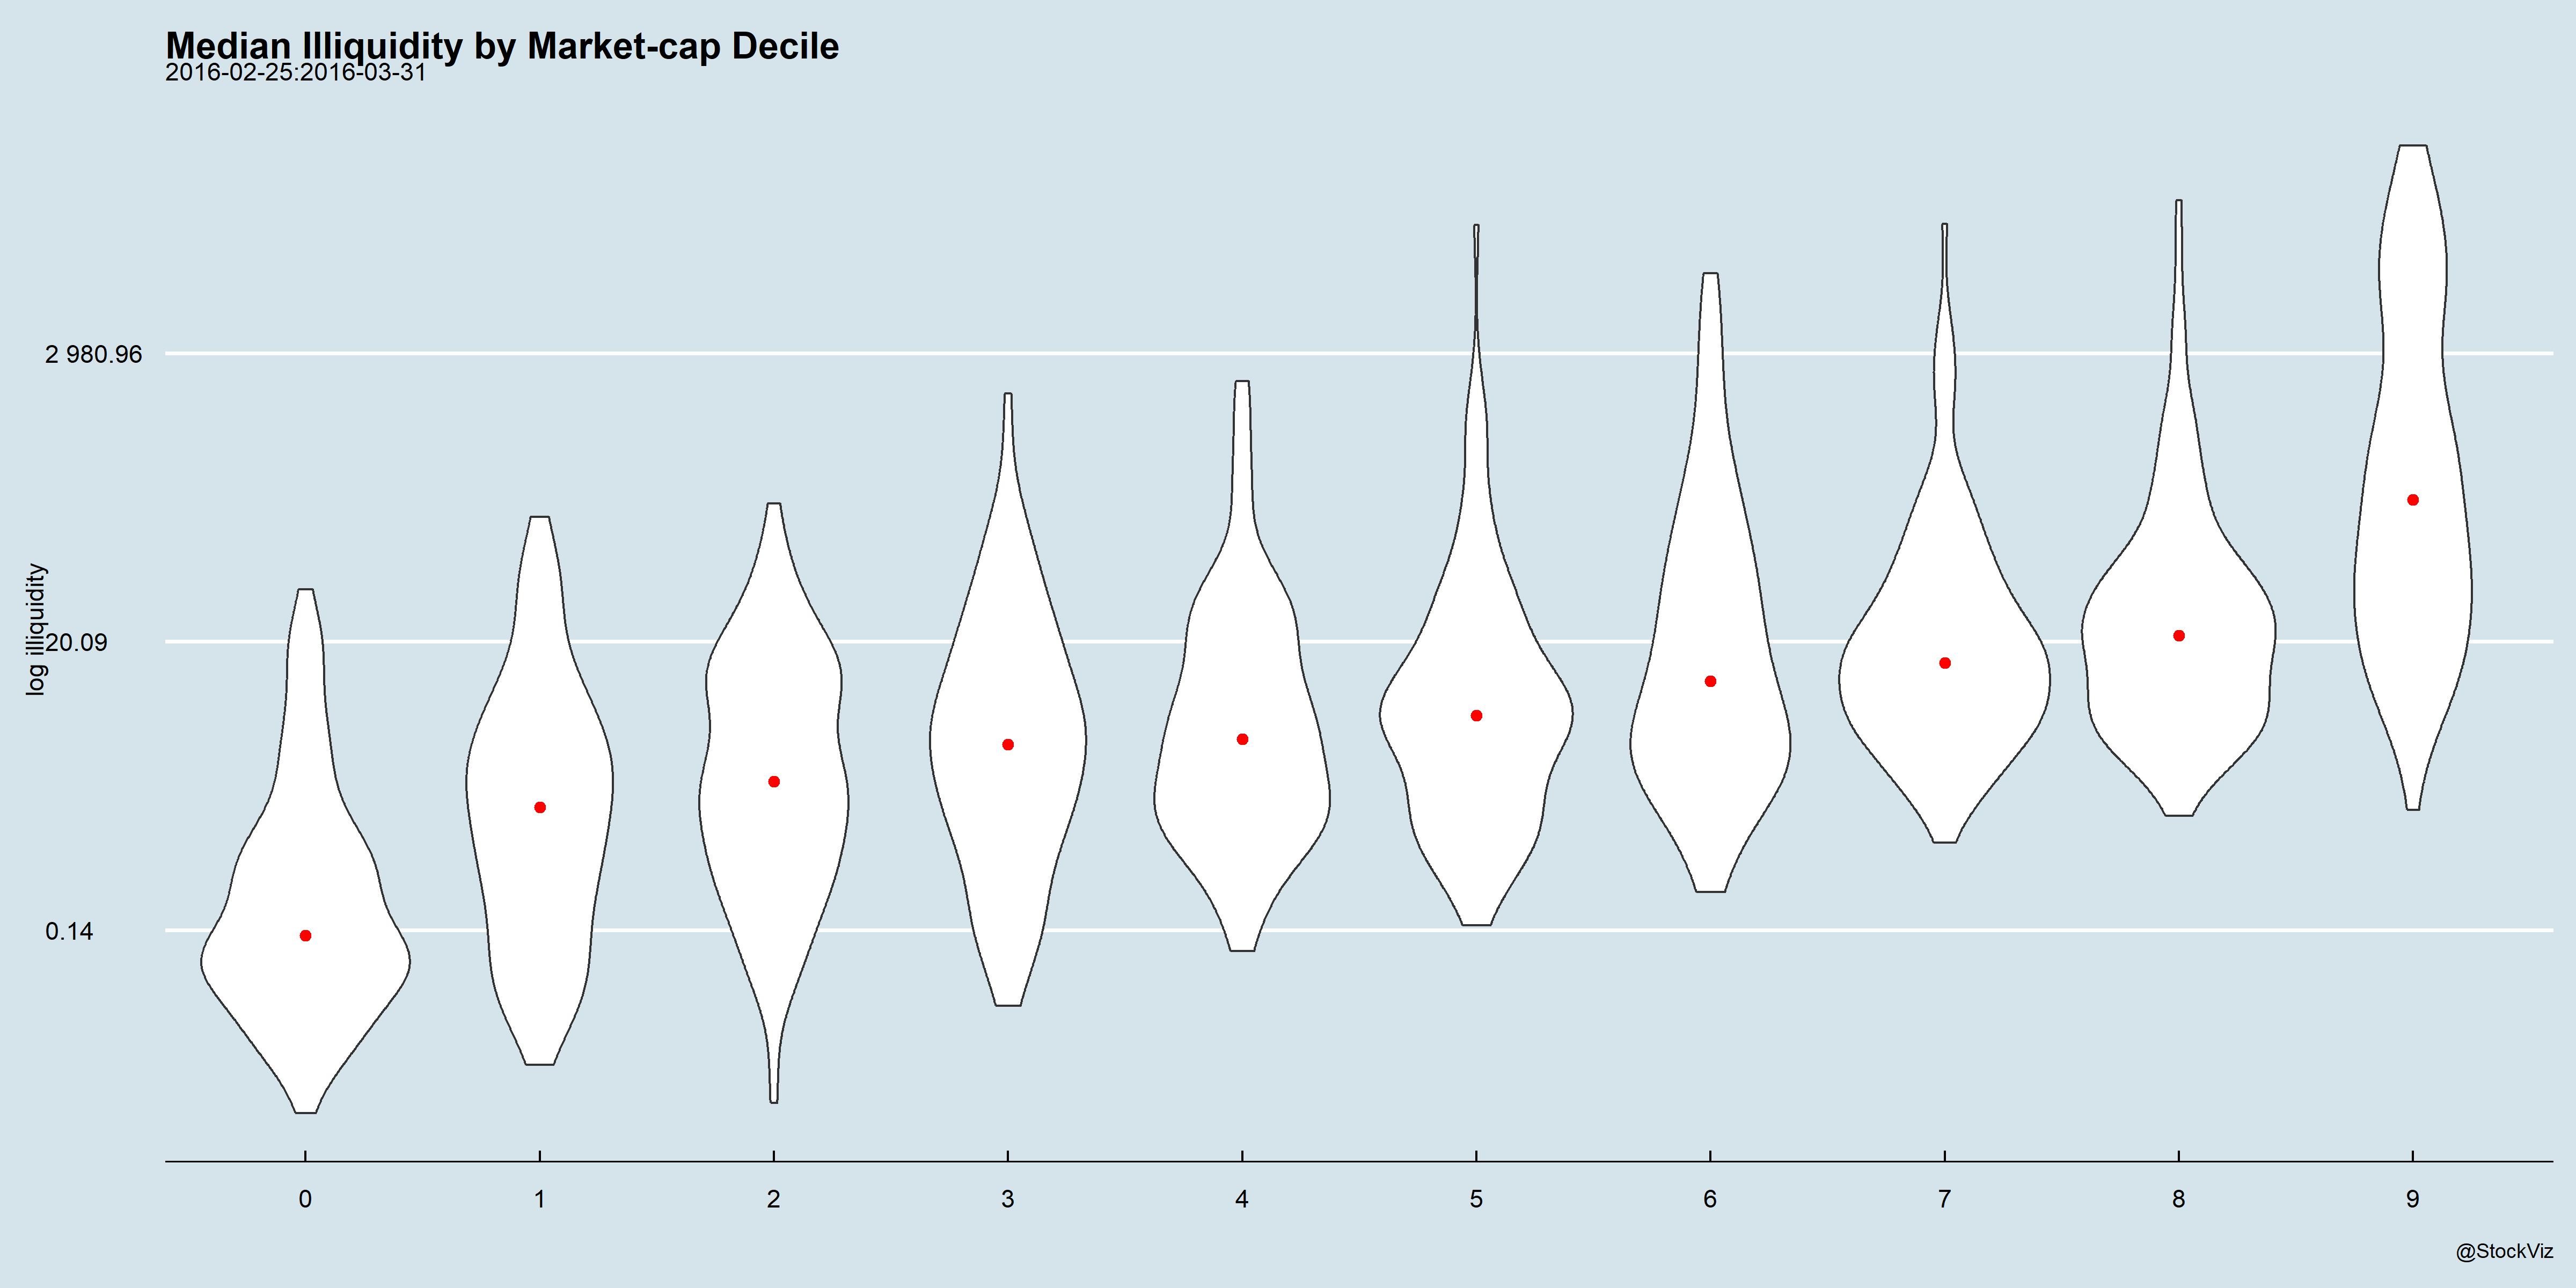 Median Illiquidity by Market-cap Decile
2016-02-25:2016-03-31
log illiquidity
2 980.96
20.09
0.14
0 1 2 3 4 5 6 7 8 9
@StockViz